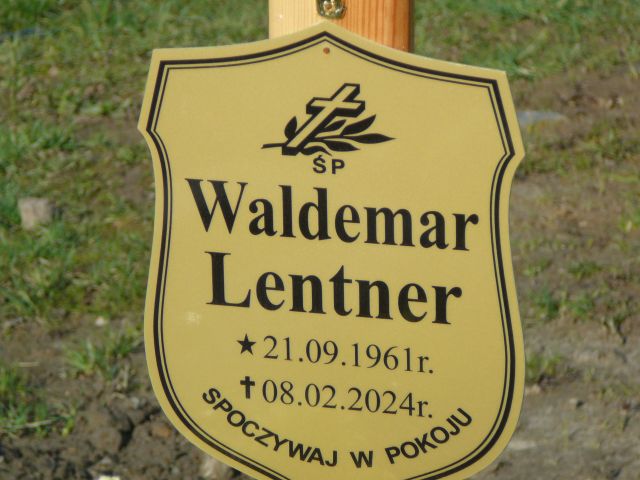 ŚP
Waldemar
Lentner
★21.09.1961r.
✝08.02.2024r.
SPOCZYWAJ W POKOJU